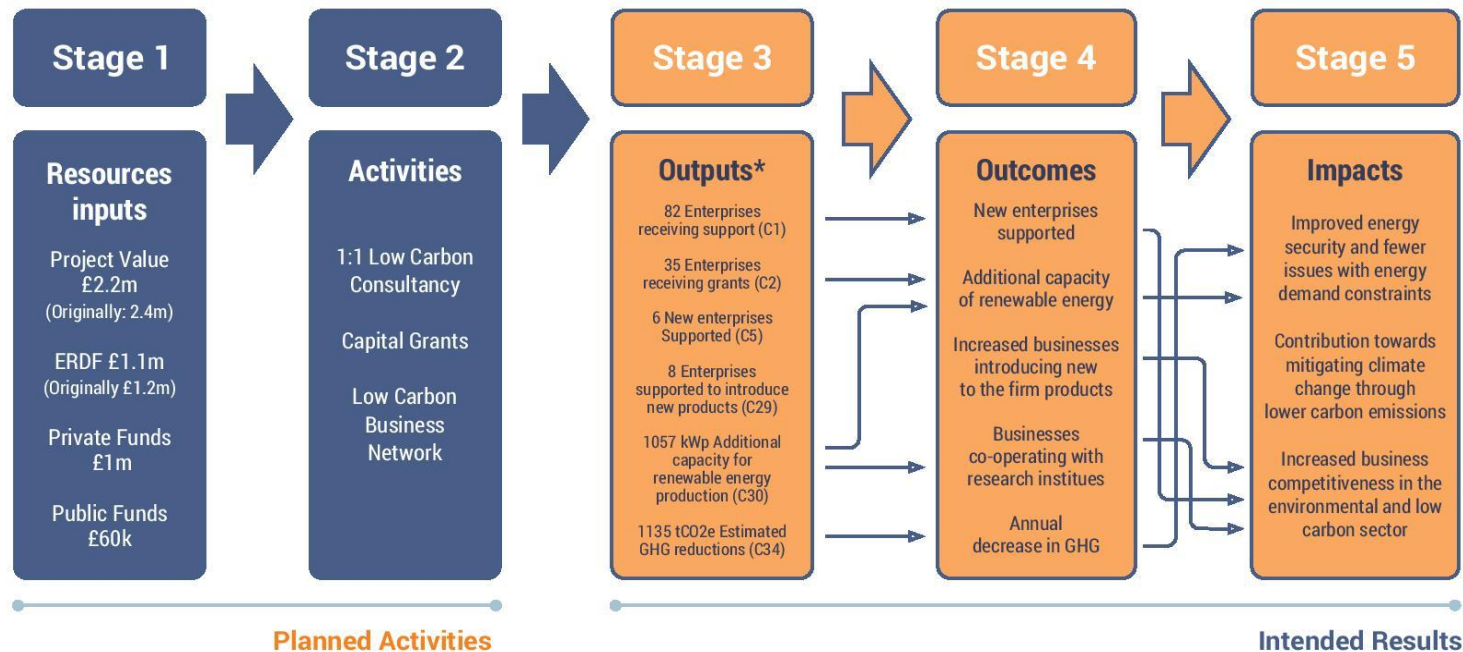 Stage 1
Stage 2
Stage 3
Stage 4
Stage 5
Resources
inputs
Project Value
£2.2m
(Originally: 2.4m)
ERDF £1.1m
(Originally £1.2m)
Private Funds
£1m
Public Funds
£60k
Activities
1:1 Low Carbon
Consultancy
Capital Grants
Low Carbon
Business
Network
Outputs*
82 Enterprises
receiving support (C1)
35 Enterprises
receiving grants (C2)
6 New enterprises
Supported (C5)
8 Enterprises
supported to introduce
new products (C29)
1057 kWp Additional
capacity for
renewable energy
production (C30)
1135 tCO2e Estimated
GHG reductions (C34)
Outcomes
New enterprises
supported
Additional capacity
of renewable energy
Increased businesses
introducing new
to the firm products
Businesses
co-operating with
research institues
Annual
decrease in GHG
Impacts
Improved energy
security and fewer
issues with energy
demand constraints
Contribution towards
mitigating climate
change through
lower carbon emissions
Increased business
competitiveness in the
environmental and low
carbon sector
Planned Activities
Intended Results